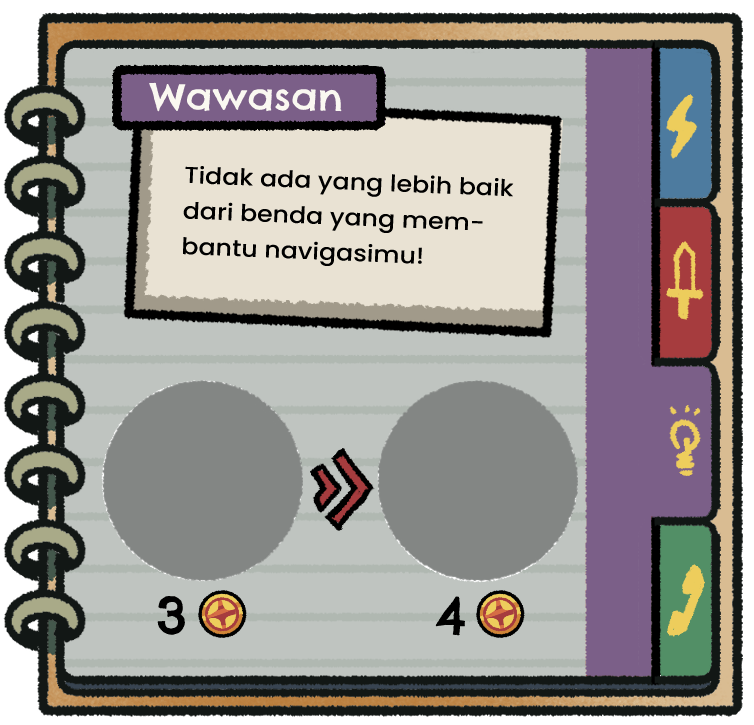 Wawasan
Tidak ada yang lebih baik
dari benda yang mem-
bantu navigasimu!
3
4